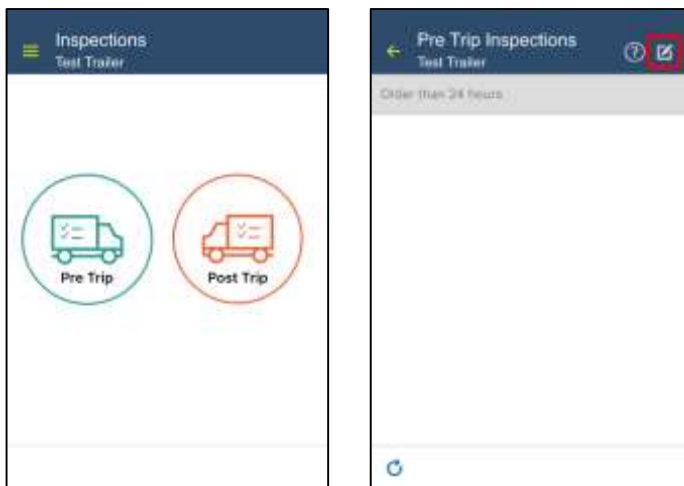 Inspections
Test Trailer
Pre Trip
Post Trip
Pre Trip Inspections
Test Trailer
Older than 24 hours